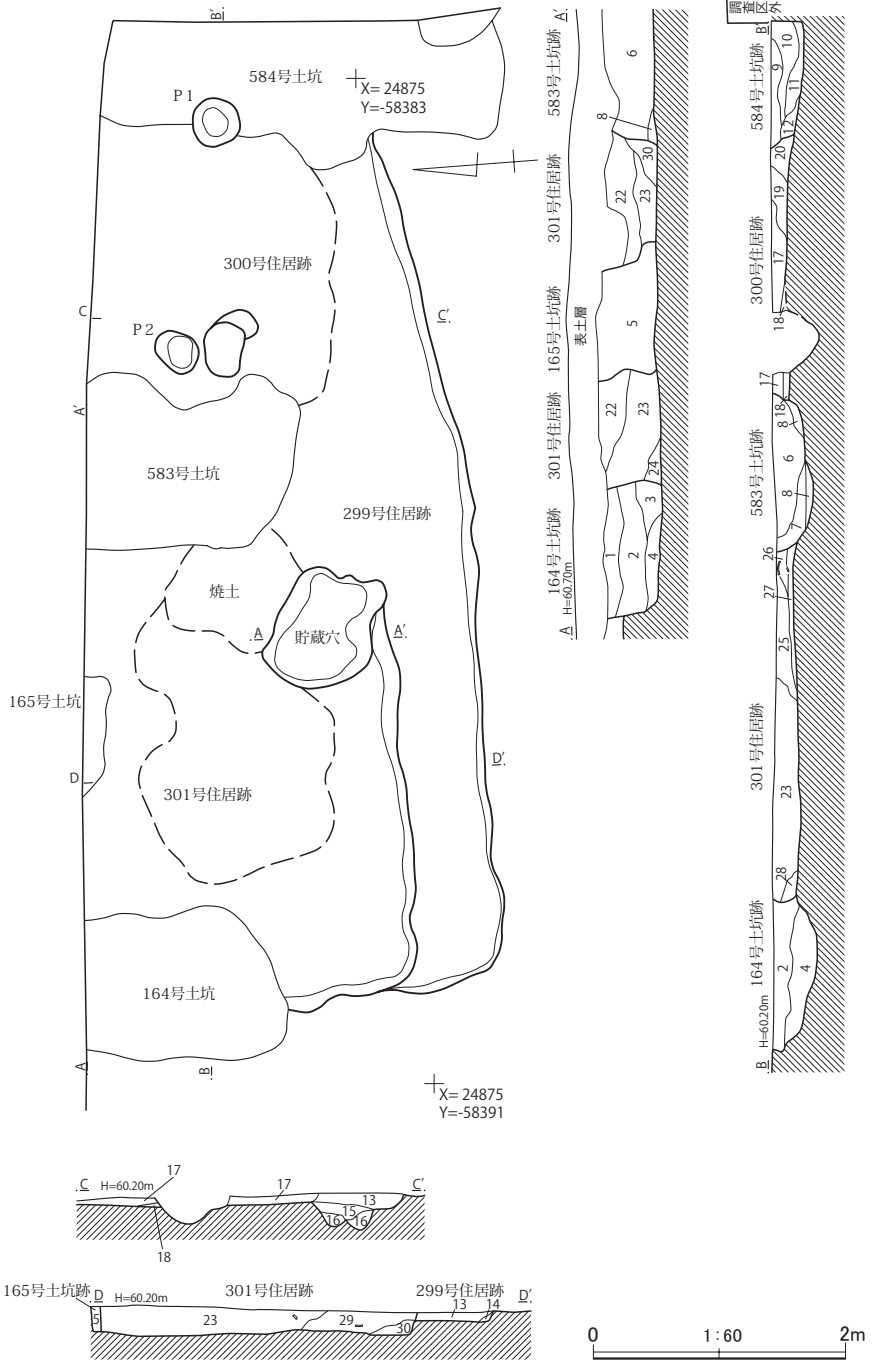 B'
584号土坑
X= 24875
Y=-58383
P1
300号住居跡
C
C'
P2
A'
583号土坑
299号住居跡
焼土
A
貯蔵穴
A'
165号土坑
D
D'
301号住居跡
164号土坑
A
B
X= 24875
Y=-58391
A'
583号土坑跡
6
8
30
301号住居跡
22
23
165号土坑跡
表土層
5
301号住居跡
22
23
24
164号土坑跡
3
1
2
4
A H=60.70m
調査区外
B'
584号土坑跡
10
9
11
12
20
19
300号住居跡
17
18
17
18
8
583号土坑跡
6
8
7
26
27
25
301号住居跡
23
28
164号土坑跡
2
4
B H=60.20m
C H=60.20m
17
17
13
C'
15
16
16
18
165号土坑跡
D H=60.20m
301号住居跡
299号住居跡
D'
5
23
29
30
13
14
0
1:60
2m